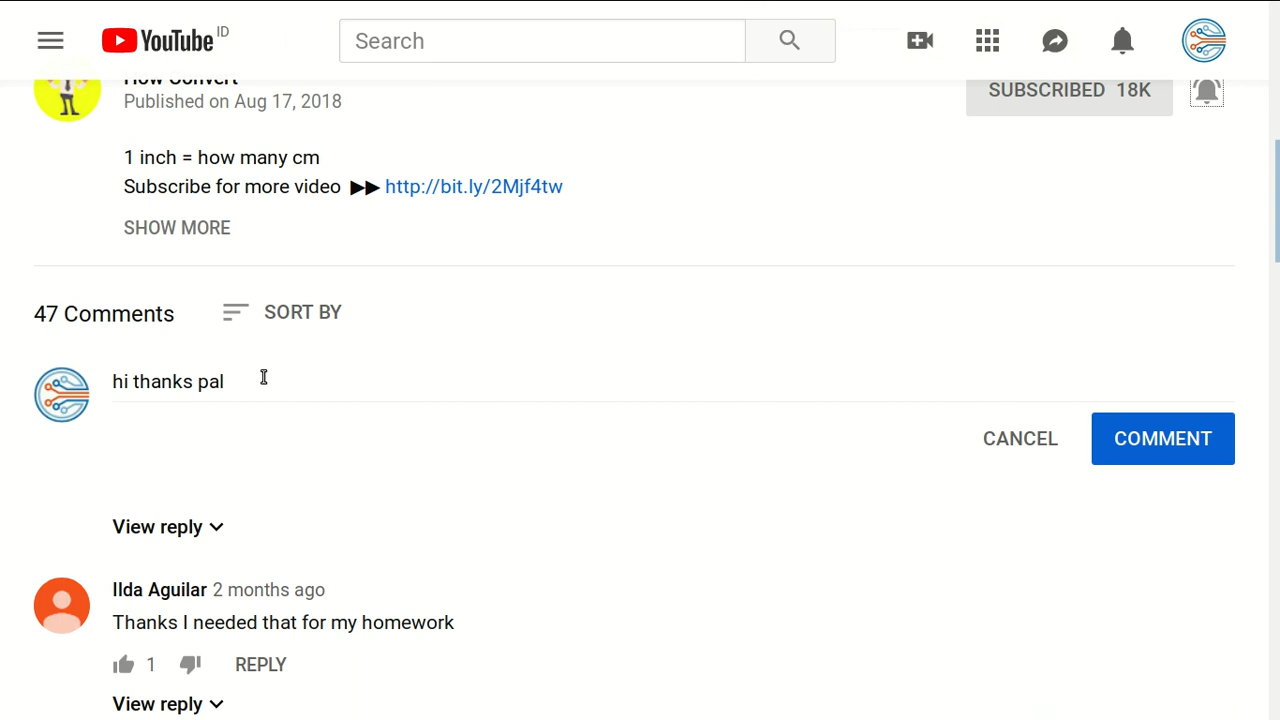 YouTube ID
Search
How Convert
Published on Aug 17, 2018
SUBSCRIBED 18K
1 inch = how many cm
Subscribe for more video ▶▶ http://bit.ly/2Mjf4tw
SHOW MORE
47 Comments
SORT BY
hi thanks pal
CANCEL
COMMENT
View reply
Ilda Aguilar 2 months ago
Thanks I needed that for my homework
1
REPLY
View reply